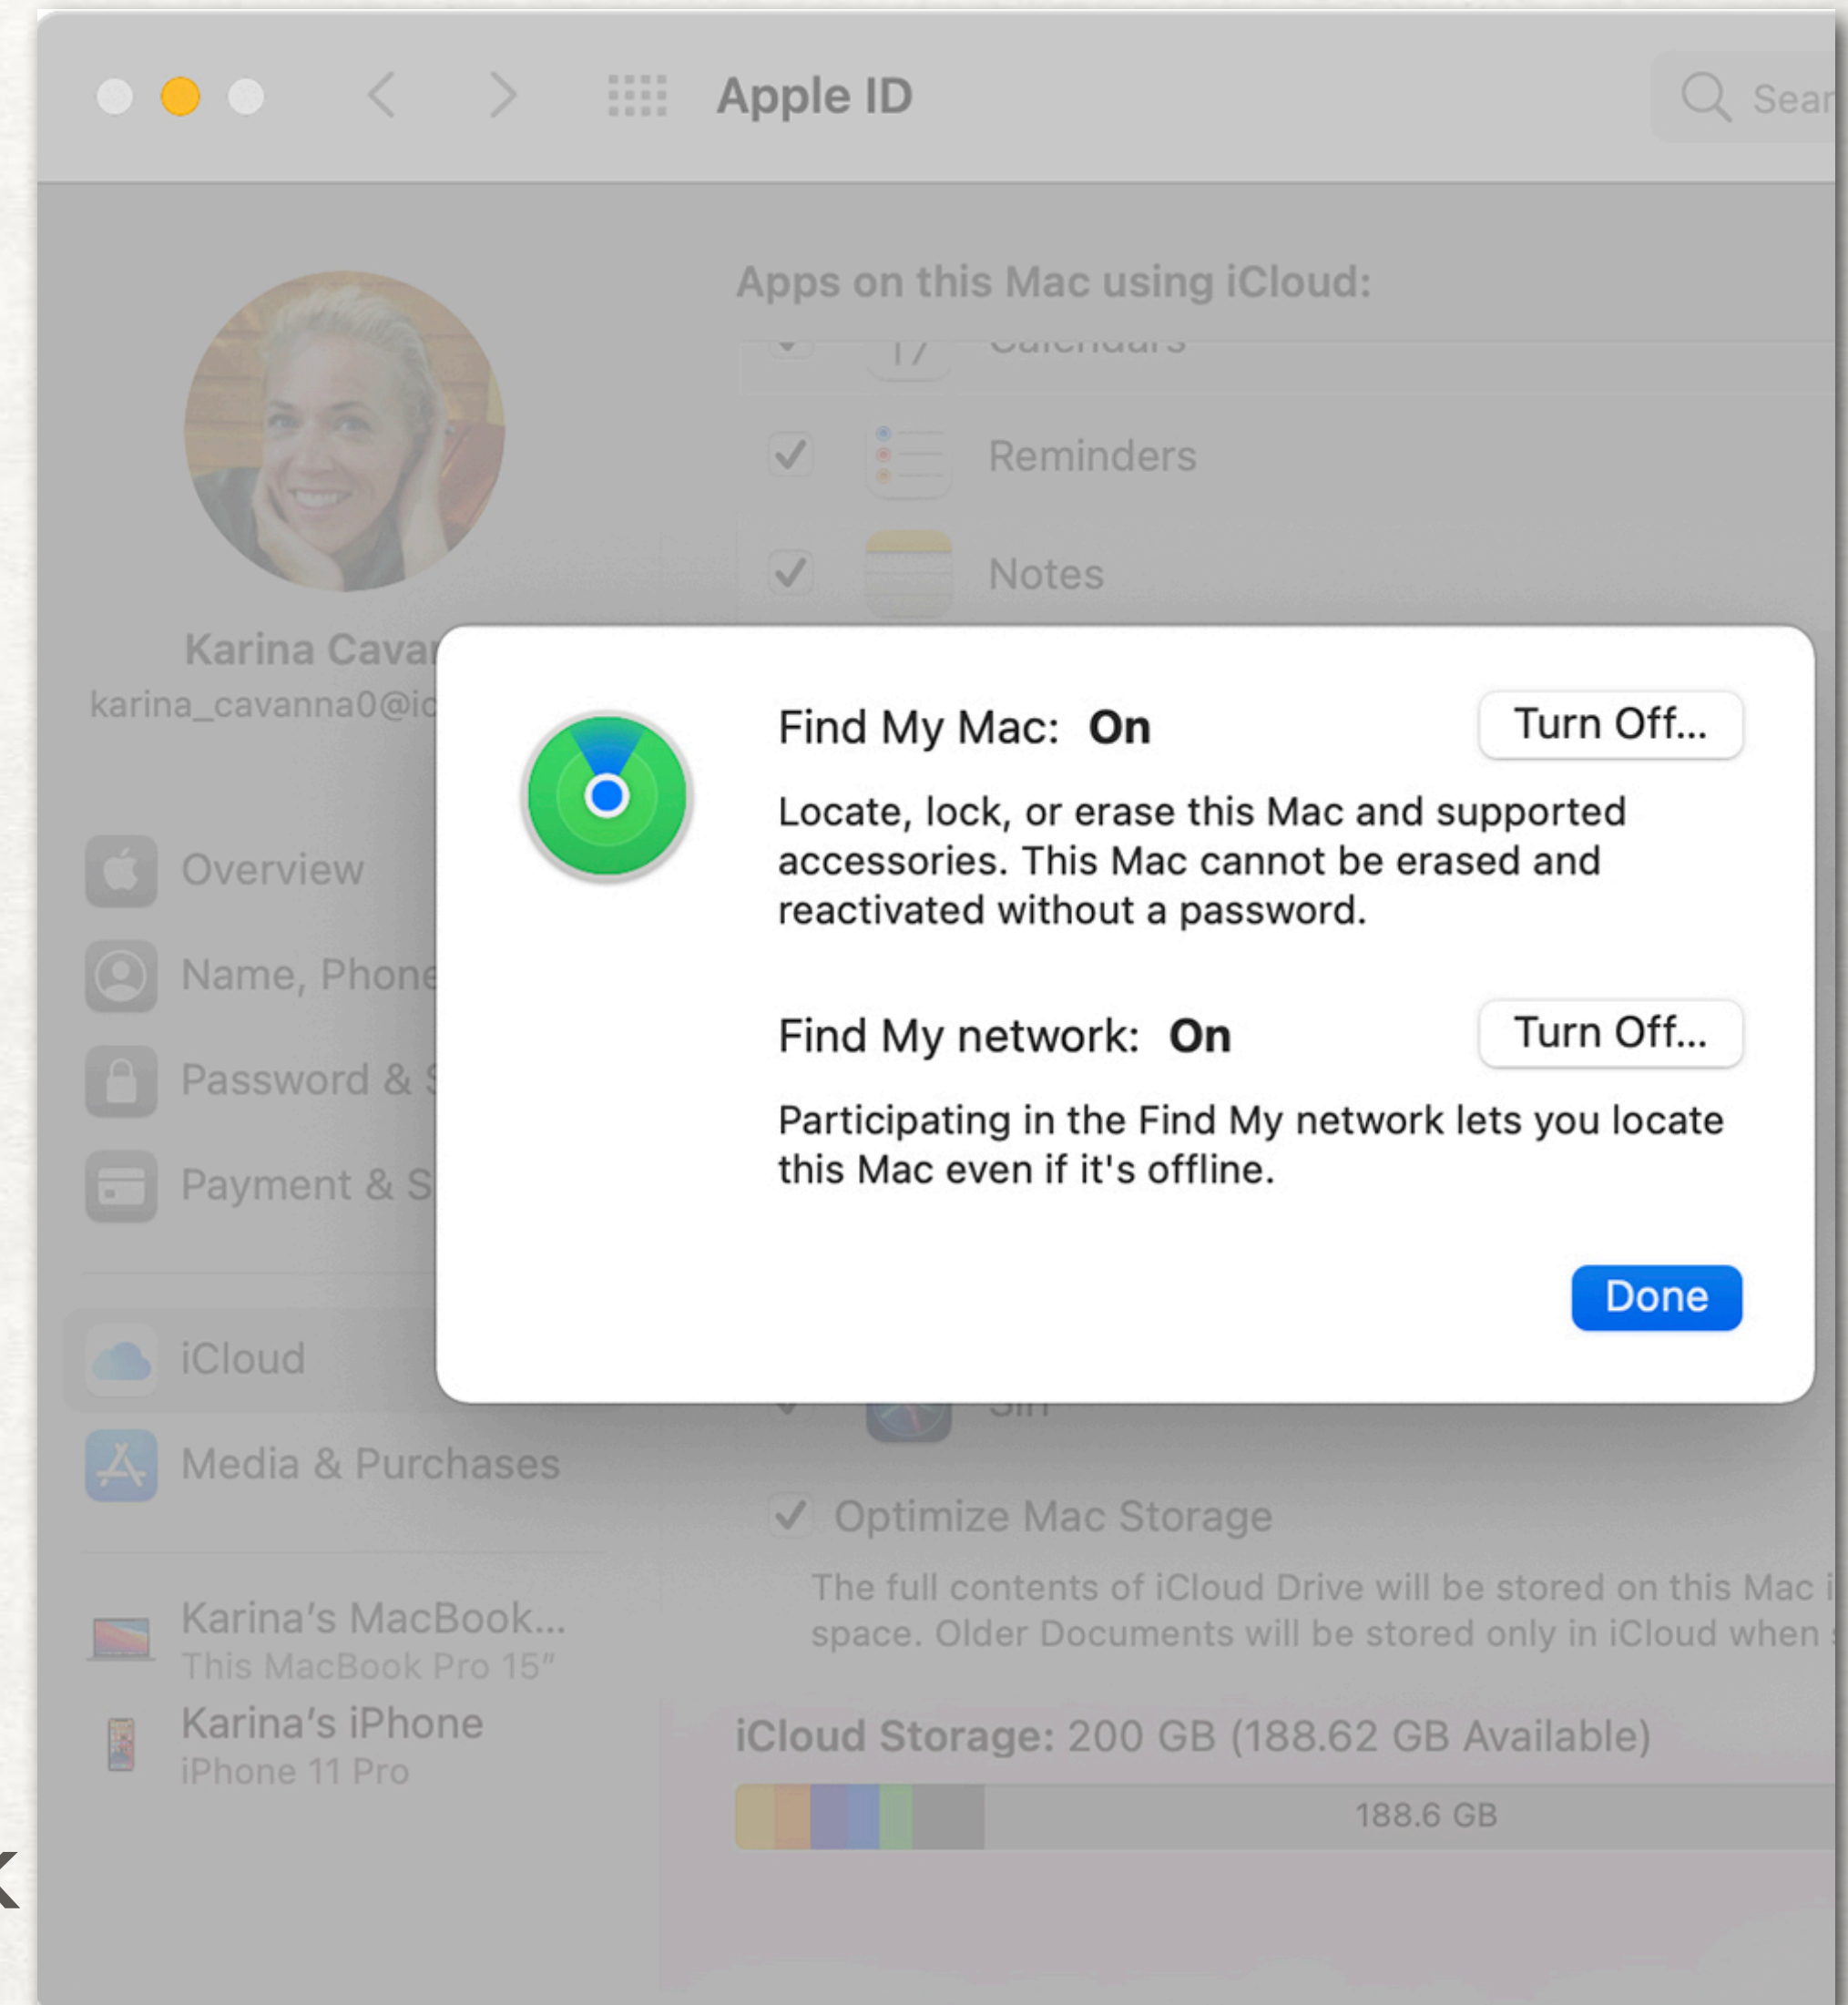 Apple ID
Sear
Apps on this Mac using iCloud:
17 Calendars
Reminders
Notes
Karina Cava
karina_cavanna0@ic
Find My Mac: On
Turn Off...
Locate, lock, or erase this Mac and supported
accessories. This Mac cannot be erased and
reactivated without a password.
Find My network: On
Turn Off...
Participating in the Find My network lets you locate
this Mac even if it's offline.
Done
Overview
Name, Phone
Password & S
Payment & S
iCloud
Media & Purchases
Siri
Optimize Mac Storage
The full contents of iCloud Drive will be stored on this Mac i
space. Older Documents will be stored only in iCloud when
Karina's MacBook...
This MacBook Pro 15"
Karina's iPhone
iPhone 11 Pro
iCloud Storage: 200 GB (188.62 GB Available)
188.6 GB
k